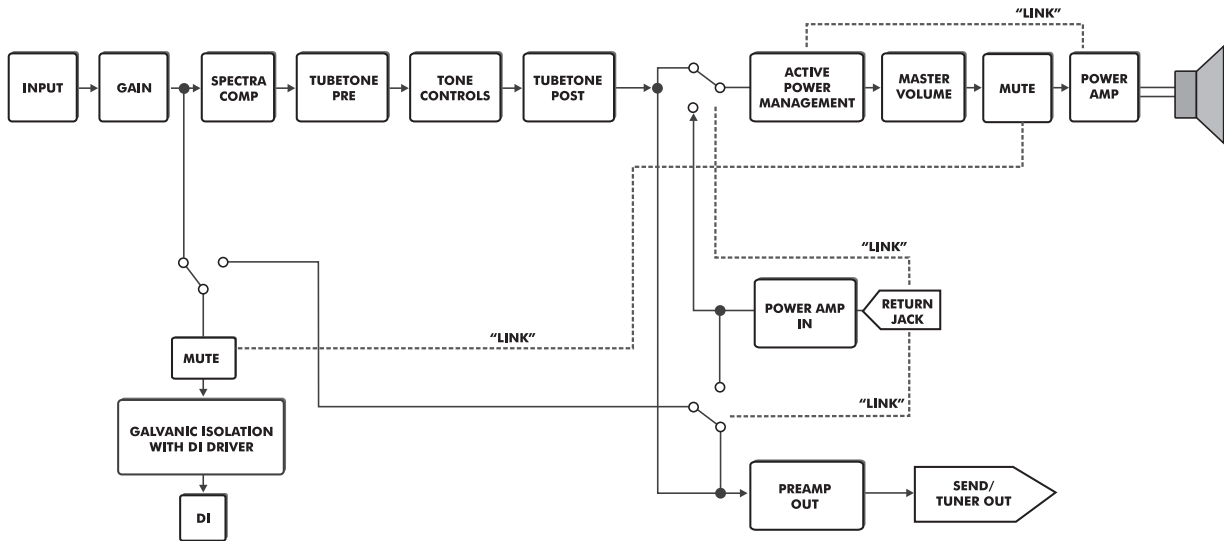 “LINK”
INPUT
GAIN
SPECTRA
COMP
TUBETONE
PRE
TONE
CONTROLS
TUBETONE
POST
ACTIVE
POWER
MANAGEMENT
MASTER
VOLUME
MUTE
POWER
AMP
“LINK”
POWER AMP
IN
RETURN
JACK
“LINK”
MUTE
“LINK”
GALVANIC ISOLATION
WITH DI DRIVER
DI
PREAMP
OUT
SEND/
TUNER OUT